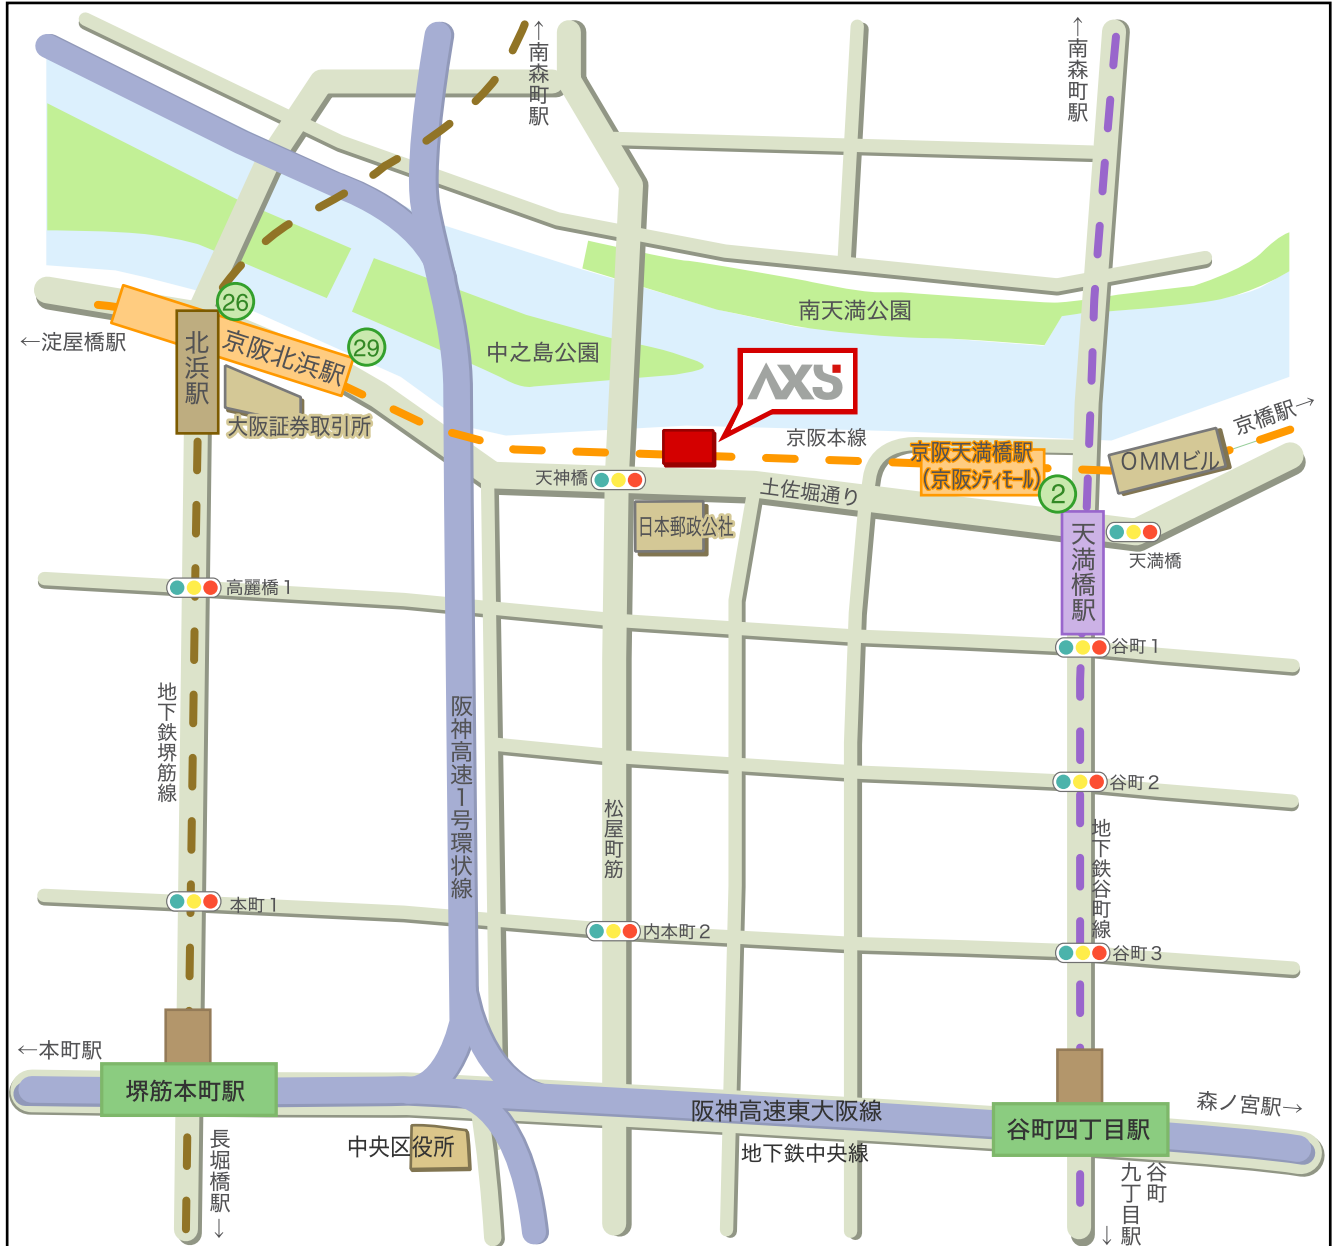 ↑南森町駅
↑南森町駅
26
京阪北浜駅
北浜駅
29
←淀屋橋駅
大阪証券取引所
中之島公園
南天満公園
AXS
京阪本線
京阪天満橋駅
(京阪シティモール)
2
OMMビル
京橋駅→
天神橋
土佐堀通り
日本郵政公社
天満橋駅
天満橋
高麗橋1
谷町1
地下鉄堺筋線
阪神高速1号環状線
松屋町筋
谷町2
地下鉄谷町線
本町1
内本町2
谷町3
←本町駅
堺筋本町駅
阪神高速東大阪線
谷町四丁目駅
森ノ宮駅→
中央区役所
地下鉄中央線
長堀橋駅↓
谷町
九丁目駅
↓